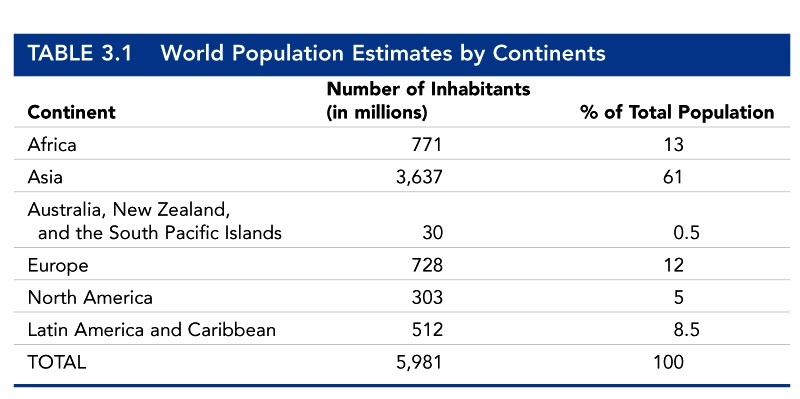 TABLE 3.1 World Population Estimates by Continents
Number of Inhabitants
Continent (in millions) % of Total Population
Africa 771 13
Asia 3,637 61
Australia, New Zealand,
and the South Pacific Islands 30 0.5
Europe 728 12
North America 303 5
Latin America and Caribbean 512 8.5
TOTAL 5,981 100